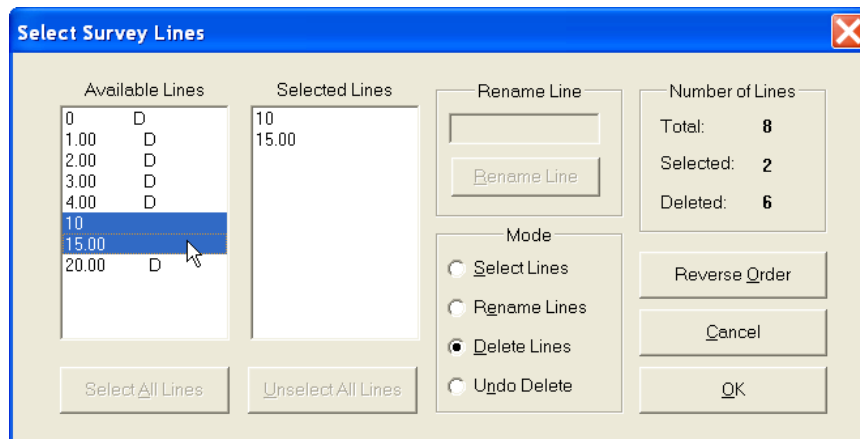 Select Survey Lines
Available Lines
0 D
1.00 D
2.00 D
3.00 D
4.00 D
10
15.00
20.00 D
Select All Lines
Selected Lines
10
15.00
Unselect All Lines
Rename Line
Rename Line
Mode
Select Lines
Rename Lines
Delete Lines
Undo Delete
Number of Lines
Total: 8
Selected: 2
Deleted: 6
Reverse Order
Cancel
OK